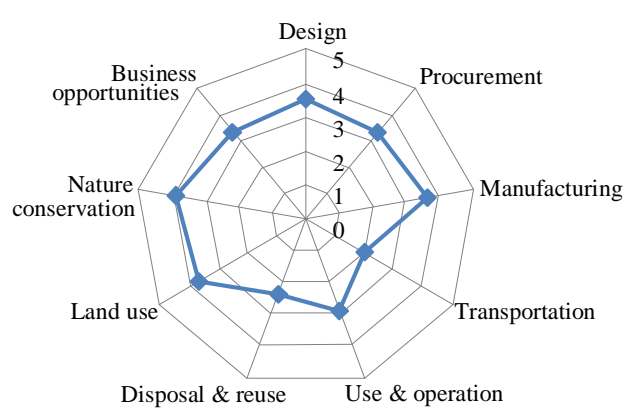 Design
5
Business
opportunities
Procurement
4
3
Nature
conservation
2
Manufacturing
1
0
Land use
Transportation
Disposal & reuse
Use & operation